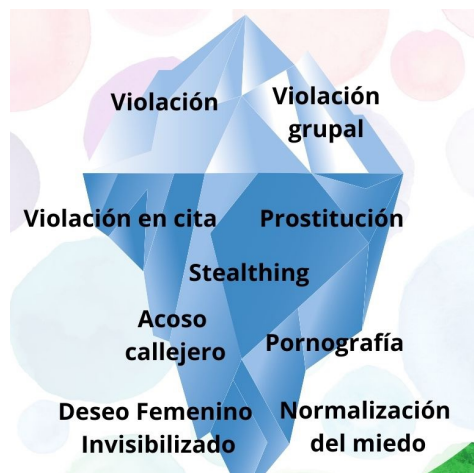 Violación
Violación
grupal
Violación en cita
Prostitución
Stealthing
Acoso
callejero
Pornografía
Deseo Femenino
Invisibilizado
Normalización
del miedo